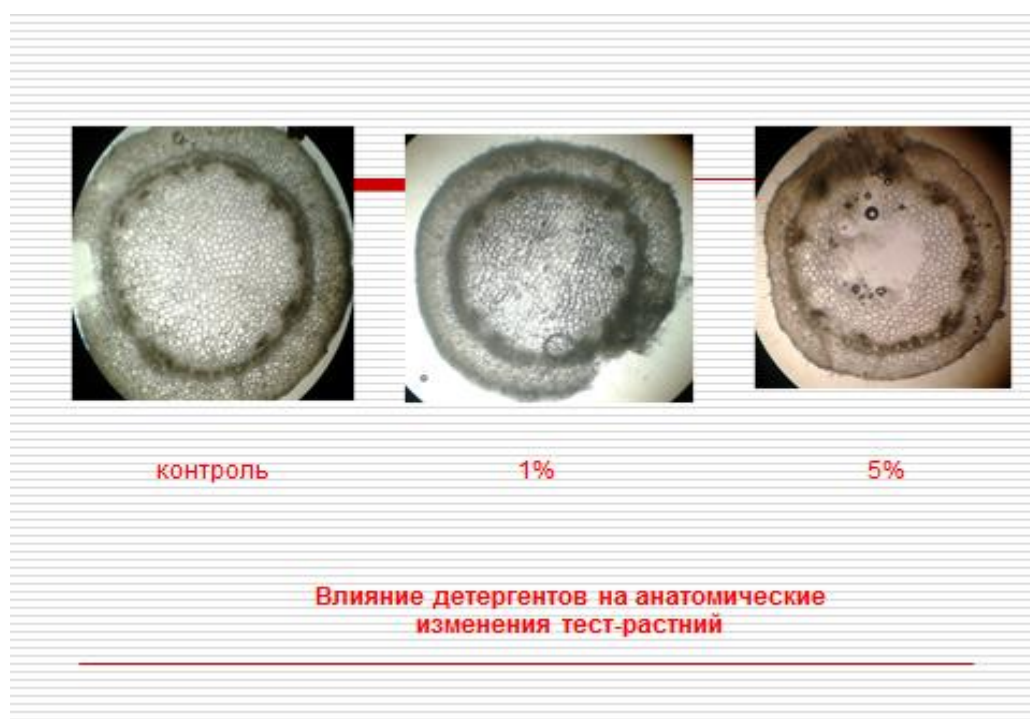 контроль
1%
5%
Влияние детергентов на анатомические
изменения тест-растний